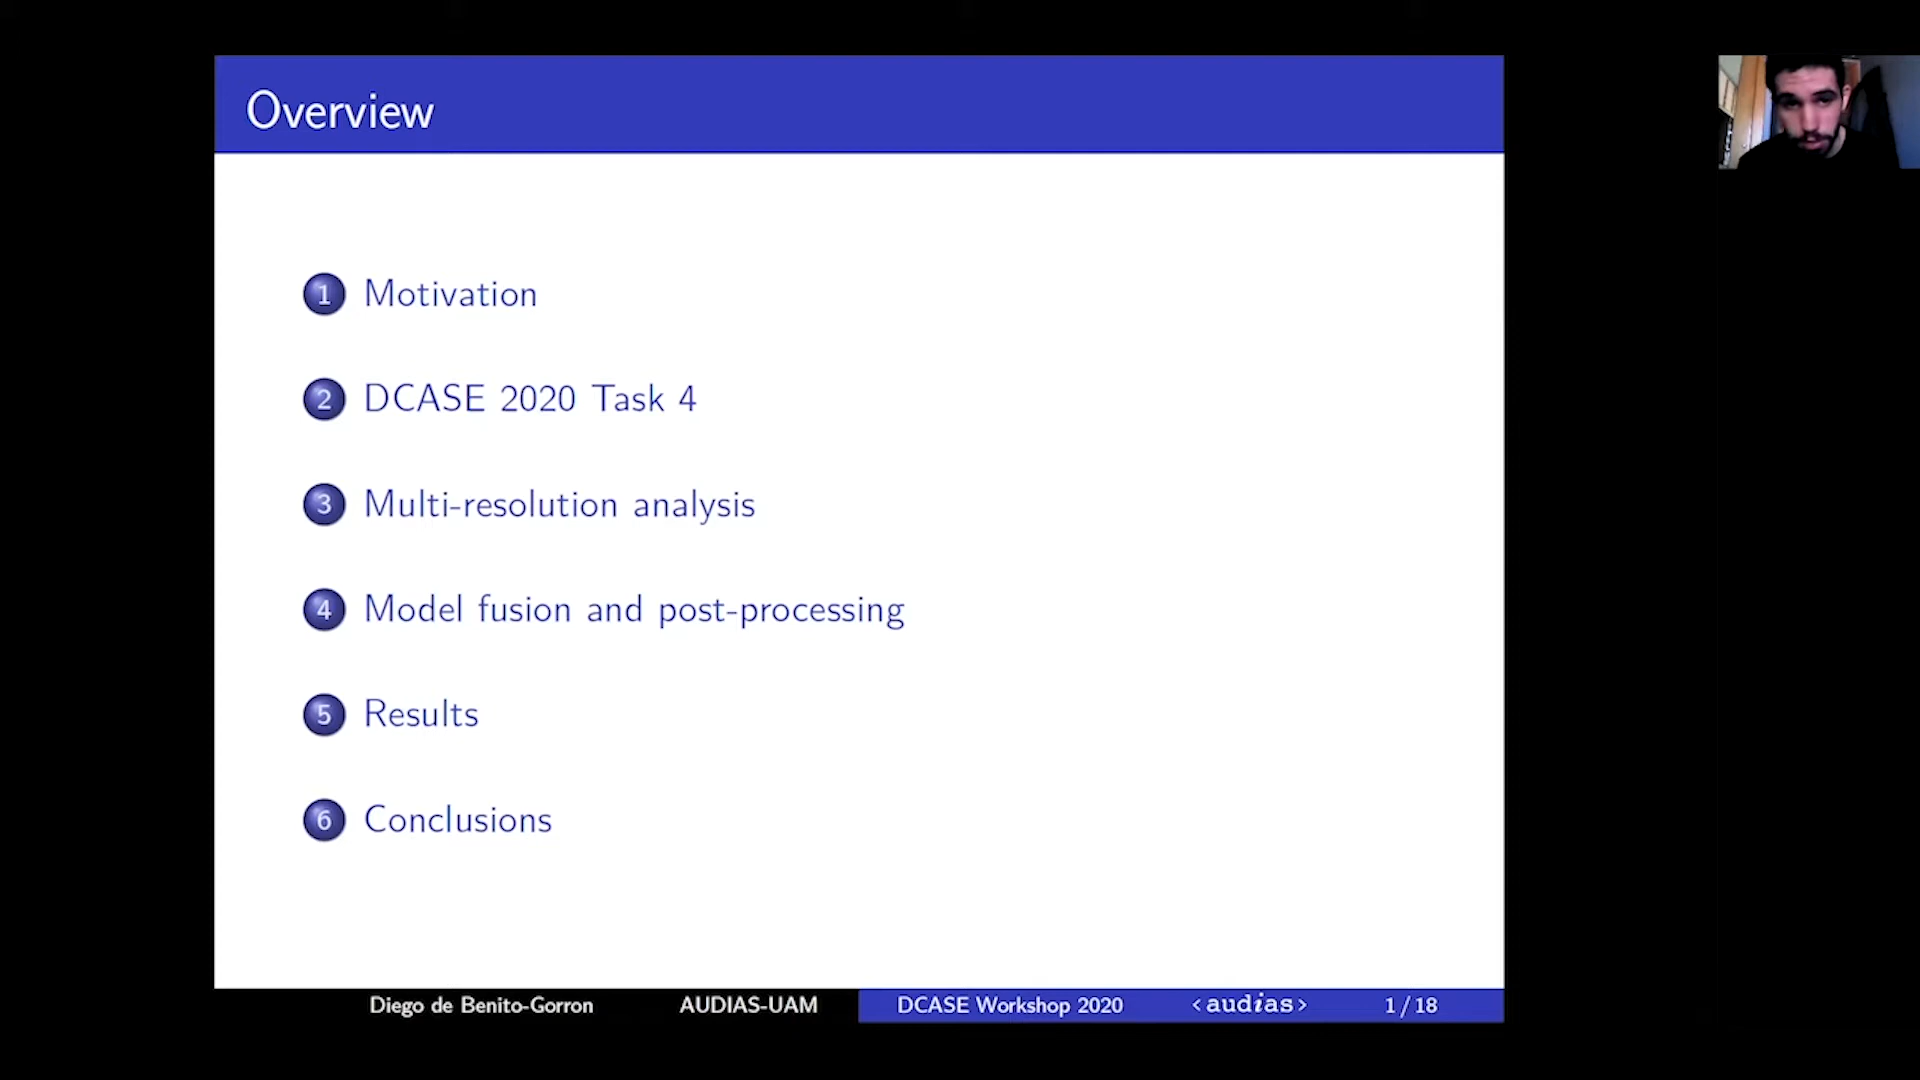 Overview
1 Motivation
2 DCASE 2020 Task 4
3 Multi-resolution analysis
4 Model fusion and post-processing
5 Results
6 Conclusions
Diego de Benito-Gorron AUDIAS-UAM DCASE Workshop 2020 <audias> 1 / 18